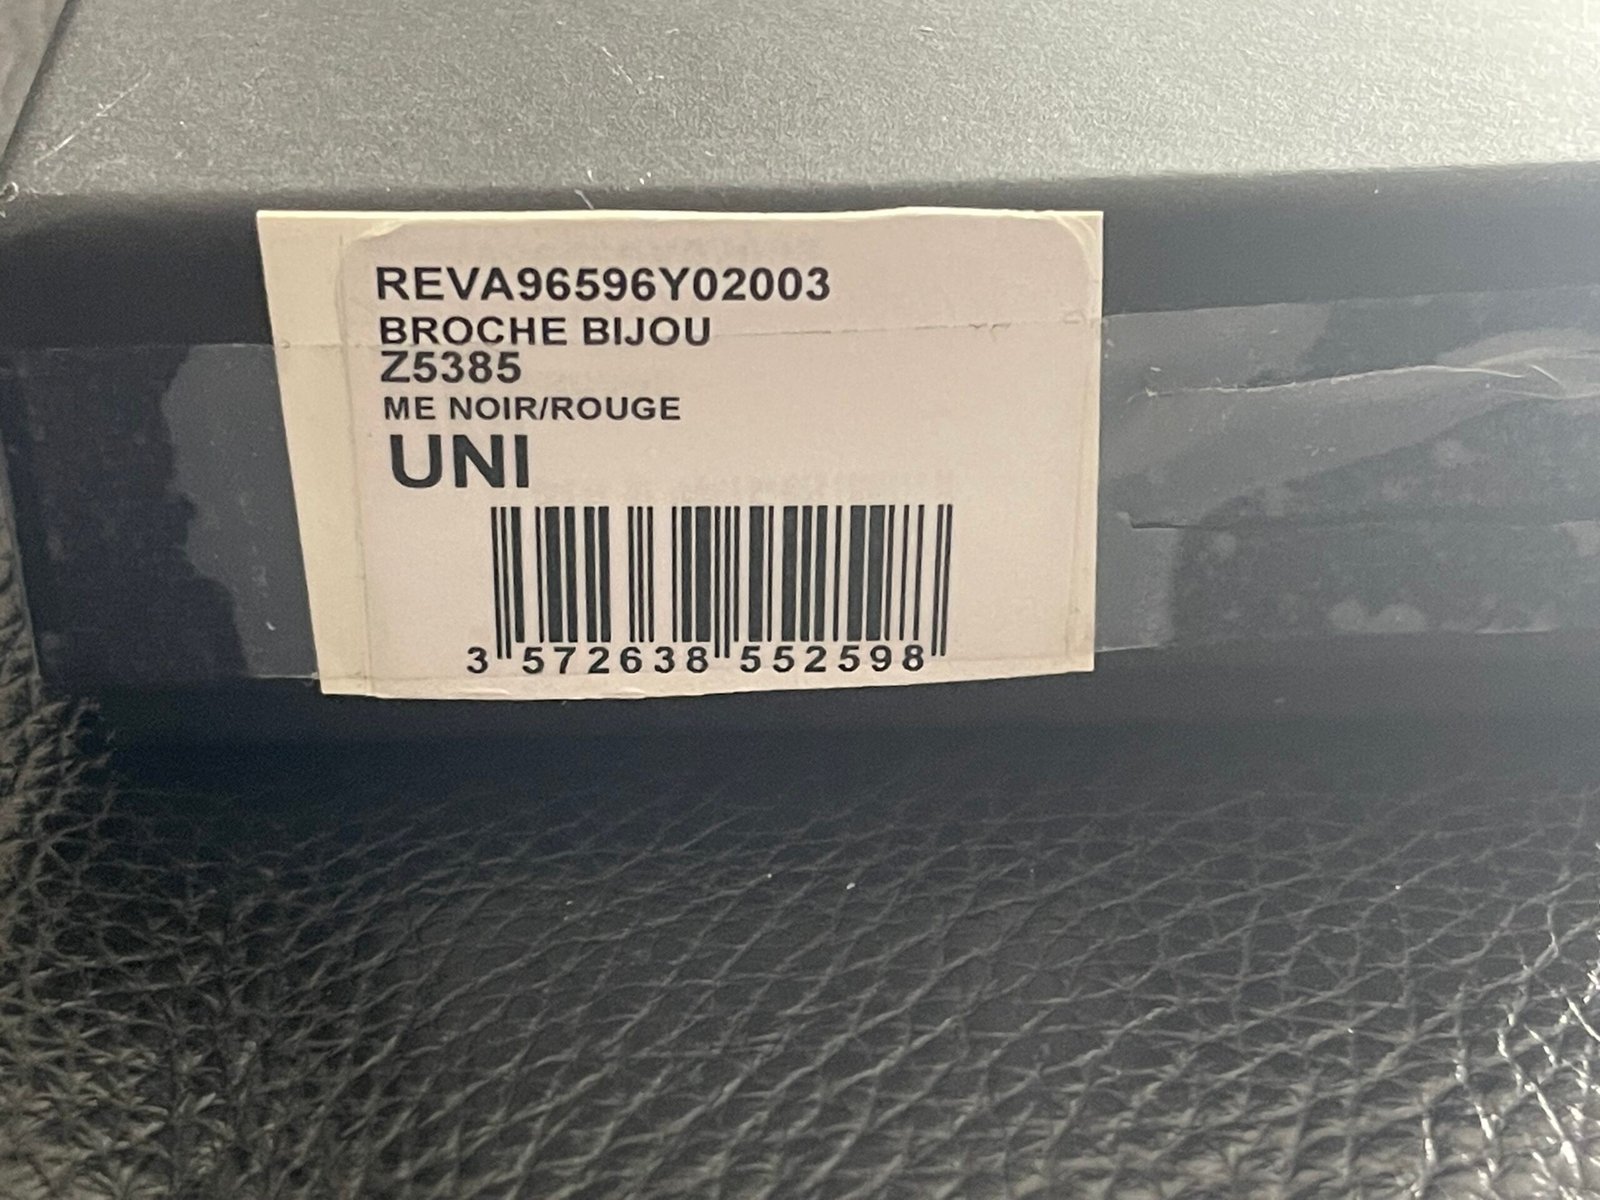 REVA96596Y02003
BROCHE BIJOU
Z5385
ME NOIR/ROUGE
UNI
3 572638 552598